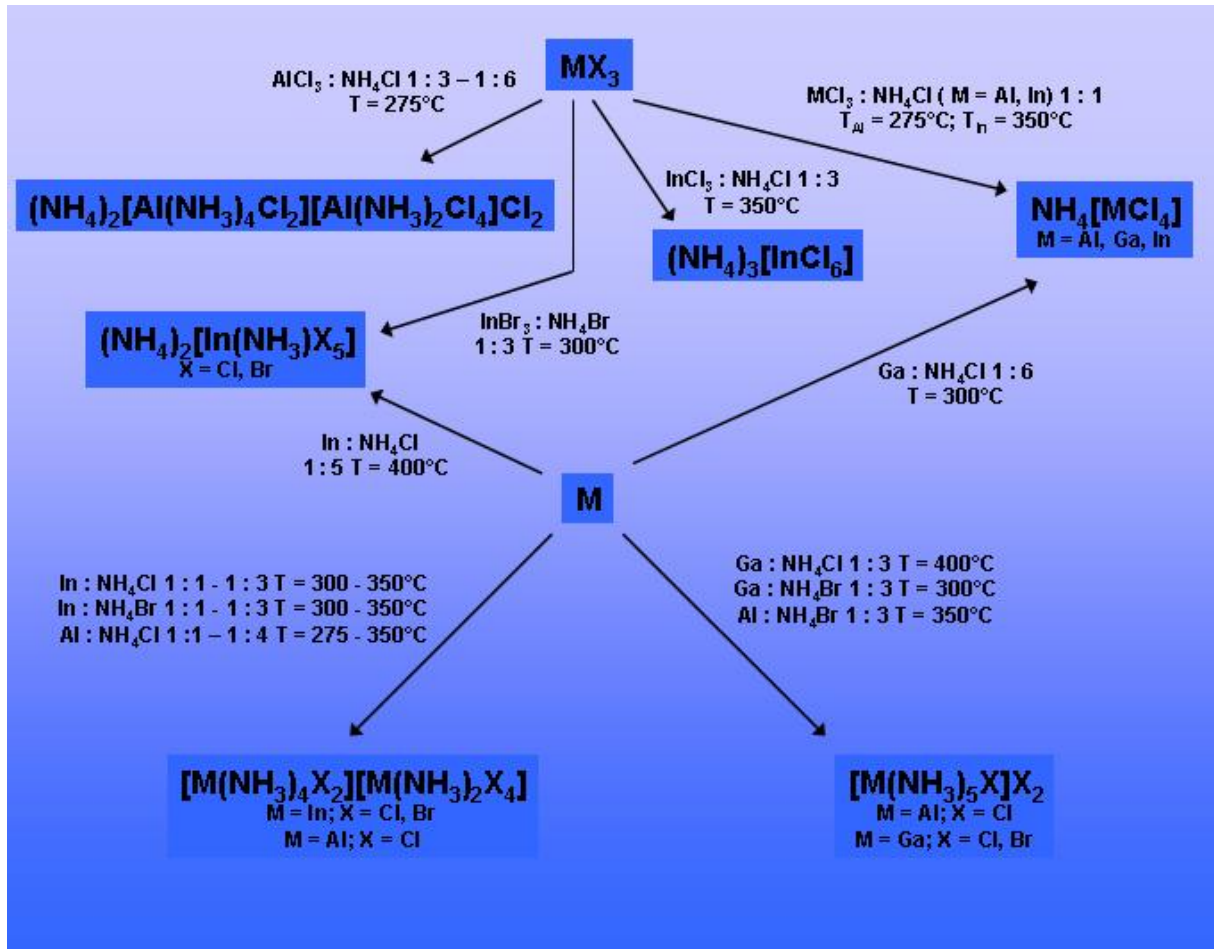 MX₃
AlCl₃ : NH₄Cl 1 : 3 – 1 : 6
T = 275°C
MCl₃ : NH₄Cl ( M = Al, In) 1 : 1
T_Al = 275°C; T_In = 350°C
InCl₃ : NH₄Cl 1 : 3
T = 350°C
(NH₄)₂[Al(NH₃)₄Cl₂][Al(NH₃)₂Cl₄]Cl₂
NH₄[MCl₄]
M = Al, Ga, In
(NH₄)₃[InCl₆]
(NH₄)₂[In(NH₃)X₅]
X = Cl, Br
InBr₃ : NH₄Br
1 : 3 T = 300°C
Ga : NH₄Cl 1 : 6
T = 300°C
In : NH₄Cl
1 : 5 T = 400°C
M
In : NH₄Cl 1 : 1 - 1 : 3 T = 300 - 350°C
In : NH₄Br 1 : 1 - 1 : 3 T = 300 - 350°C
Al : NH₄Cl 1 :1 – 1 : 4 T = 275 - 350°C
Ga : NH₄Cl 1 : 3 T = 400°C
Ga : NH₄Br 1 : 3 T = 300°C
Al : NH₄Br 1 : 3 T = 350°C
[M(NH₃)₄X₂][M(NH₃)₂X₄]
M = In; X = Cl, Br
M = Al; X = Cl
[M(NH₃)₅X]X₂
M = Al; X = Cl
M = Ga; X = Cl, Br